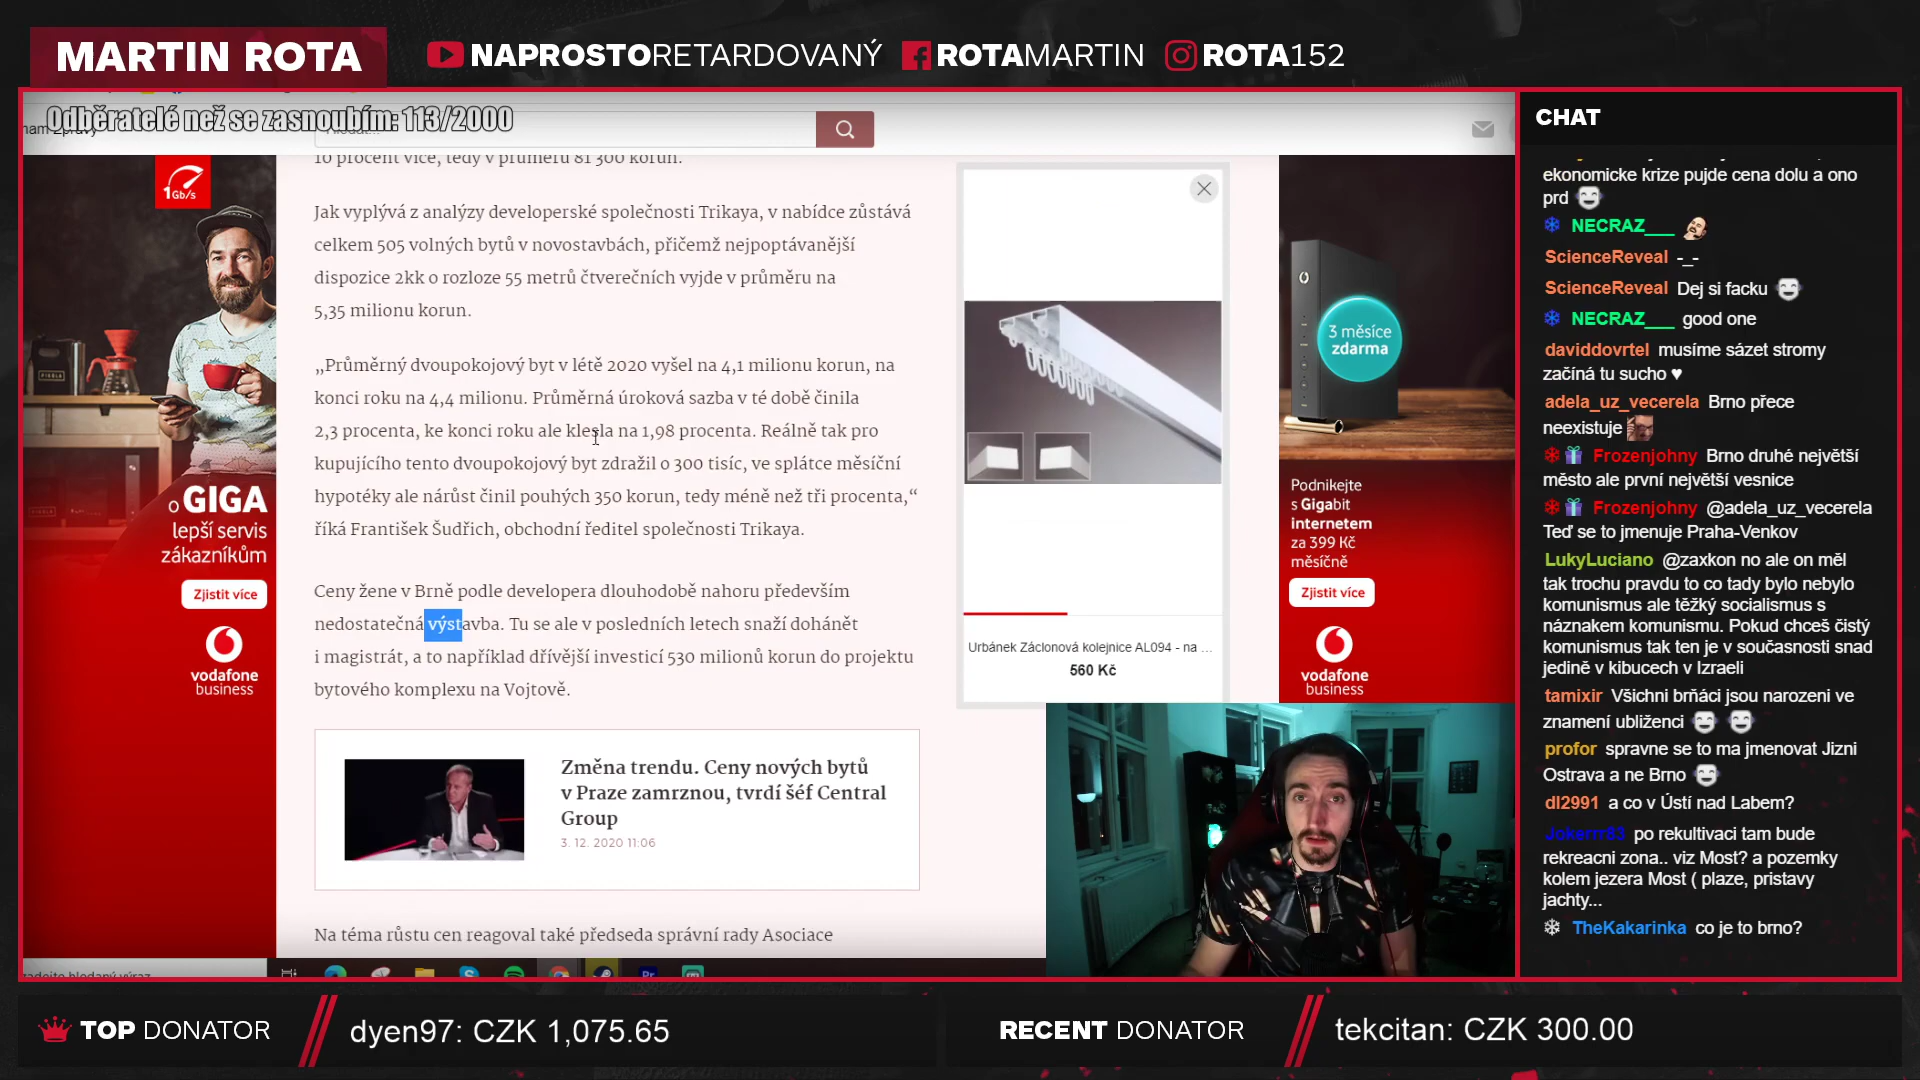 MARTIN ROTA
NAPROSTORETARDOVANÝ
ROTAMARTIN
ROTA152
Odběratelé než se zasnoubím: 113/2000
10 procent více, tedy v průměru 81 300 korun.
Jak vyplývá z analýzy developerské společnosti Trikaya, v nabídce zůstává
celkem 505 volných bytů v novostavbách, přičemž nejpoptávanější
dispozice 2kk o rozloze 55 metrů čtverečních vyjde v průměru na
5,35 milionu korun.
„Průměrný dvoupokojový byt v létě 2020 vyšel na 4,1 milionu korun, na
konci roku na 4,4 milionu. Průměrná úroková sazba v té době činila
2,3 procenta, ke konci roku ale klesla na 1,98 procenta. Reálně tak pro
kupujícího tento dvoupokojový byt zdražil o 300 tisíc, ve splátce měsíční
hypotéky ale nárůst činil pouhých 350 korun, tedy méně než tři procenta,“
říká František Šudřich, obchodní ředitel společnosti Trikaya.
Ceny žene v Brně podle developera dlouhodobě nahoru především
nedostatečná výstavba. Tu se ale v posledních letech snaží dohánět
i magistrát, a to například dřívější investicí 530 milionů korun do projektu
bytového komplexu na Vojtově.
Změna trendu. Ceny nových bytů
v Praze zamrznou, tvrdí šéf Central
Group
3. 12. 2020 11:06
Na téma růstu cen reagoval také předseda správní rady Asociace
1Gb/s
o GIGA
lepší servis
zákazníkům
Zjistit více
vodafone
business
Urbánek Záclonová kolejnice AL094 - na ...
560 Kč
3 měsíce
zdarma
Podnikejte
s Gigabit
internetem
za 399 Kč
měsíčně
Zjistit více
vodafone
business
CHAT
ekonomicke krize pujde cena dolu a ono
prd
NECRAZ___
ScienceReveal -_-
ScienceReveal Dej si facku
NECRAZ___ good one
daviddovrtel musíme sázet stromy
začíná tu sucho ♥
adela_uz_vecerela Brno přece
neexistuje
Frozenjohny Brno druhé největší
město ale první největší vesnice
Frozenjohny @adela_uz_vecerela
Teď se to jmenuje Praha-Venkov
LukyLuciano @zaxkon no ale on měl
tak trochu pravdu to co tady bylo nebylo
komunismus ale těžký socialismus s
náznakem komunismu. Pokud chceš čistý
komunismus tak ten je v současnosti snad
jedině v kibucech v Izraeli
tamixir Všichni brňáci jsou narozeni ve
znamení ublíženci
profor spravne se to ma jmenovat Jizni
Ostrava a ne Brno
dl2991 a co v Ústí nad Labem?
Jokerrr83 po rekultivaci tam bude
rekreacni zona.. viz Most? a pozemky
kolem jezera Most ( plaze, pristavy
jachty...
TheKakarinka co je to brno?
TOP DONATOR
dyen97: CZK 1,075.65
RECENT DONATOR
tekcitan: CZK 300.00